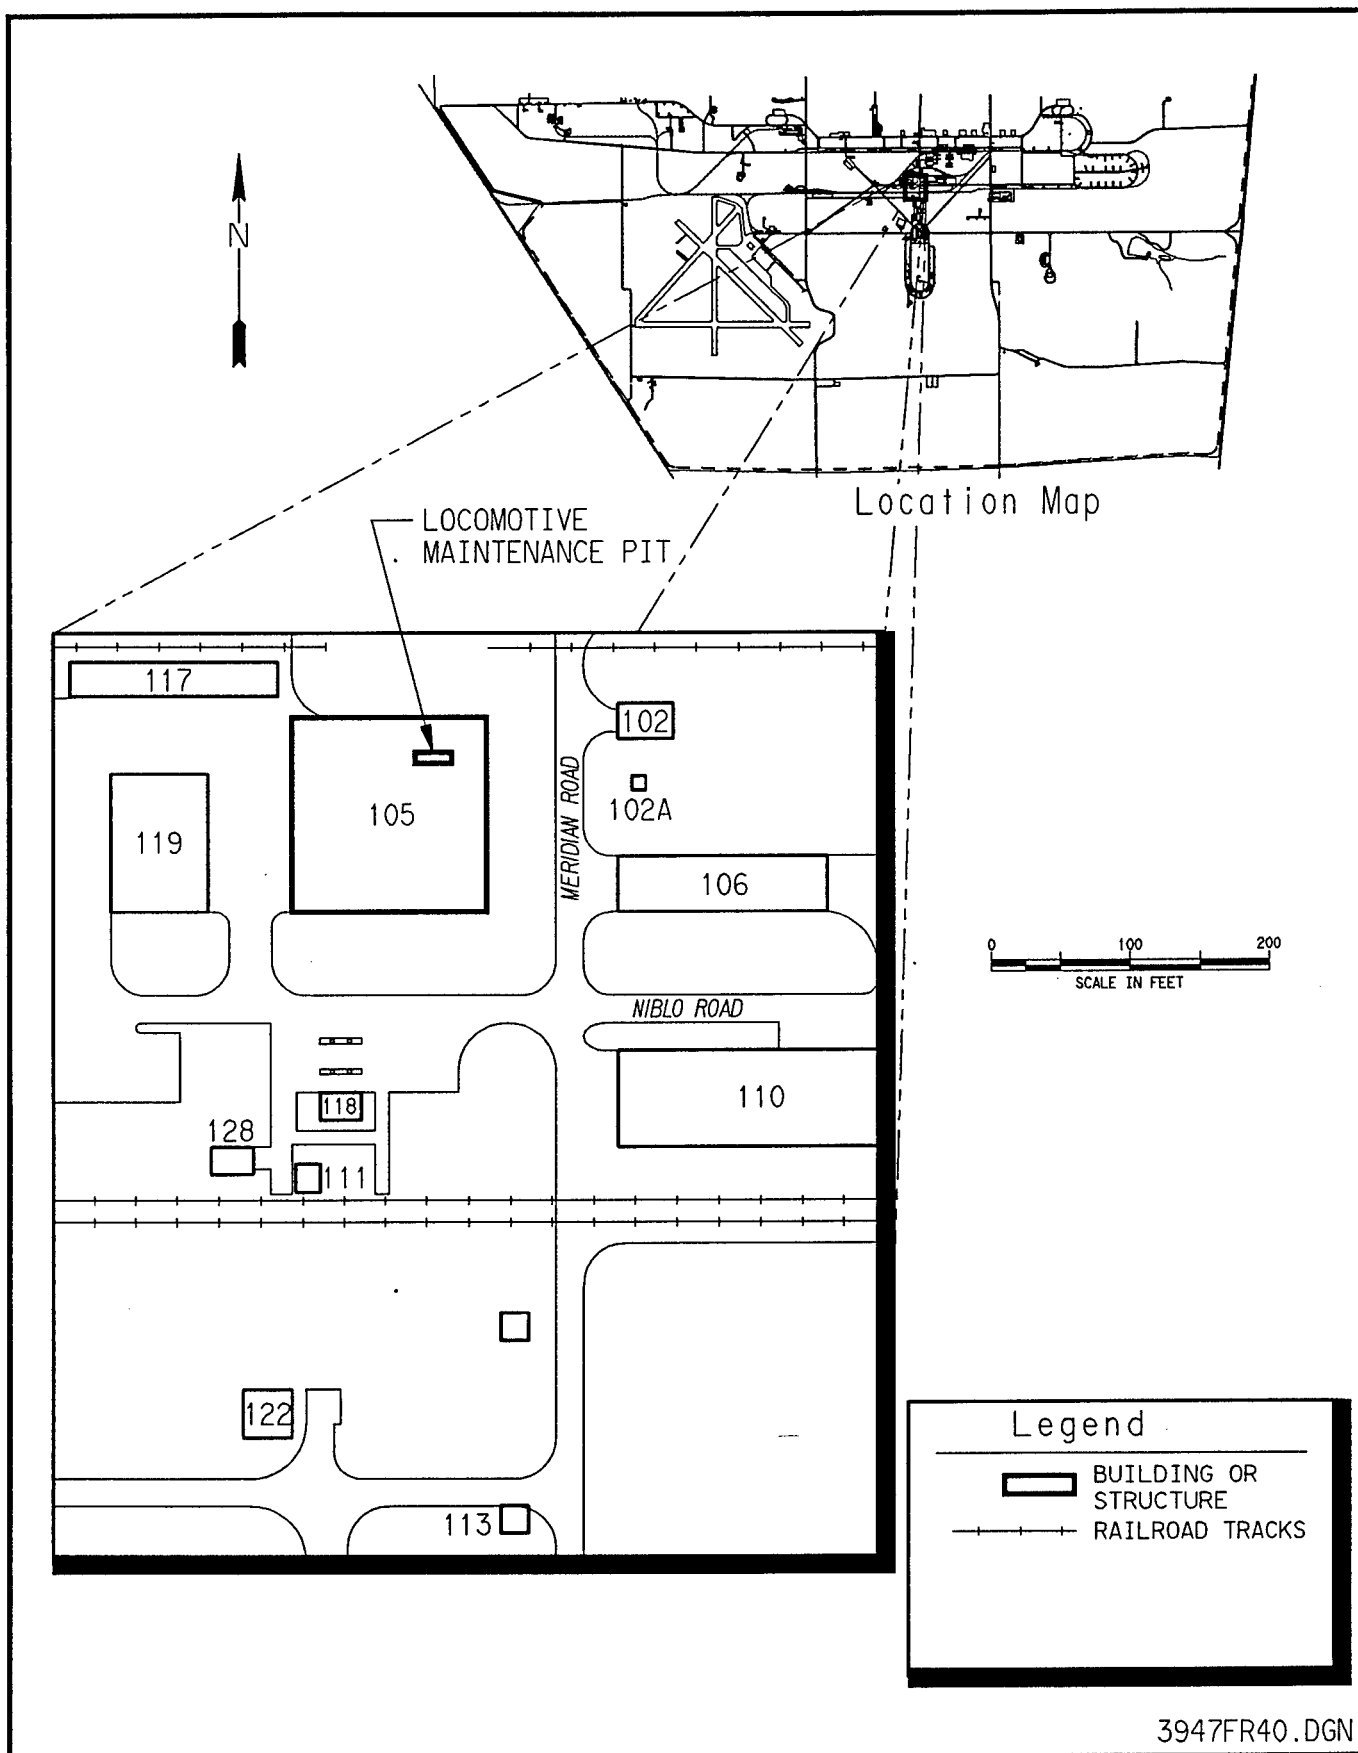 N
Location Map
LOCOMOTIVE
MAINTENANCE PIT
117
102
105
MERIDIAN ROAD
102A
119
106
0 100 200
SCALE IN FEET
NIBLO ROAD
118
110
128
111
122
113
Legend
BUILDING OR
STRUCTURE
RAILROAD TRACKS
3947FR40.DGN